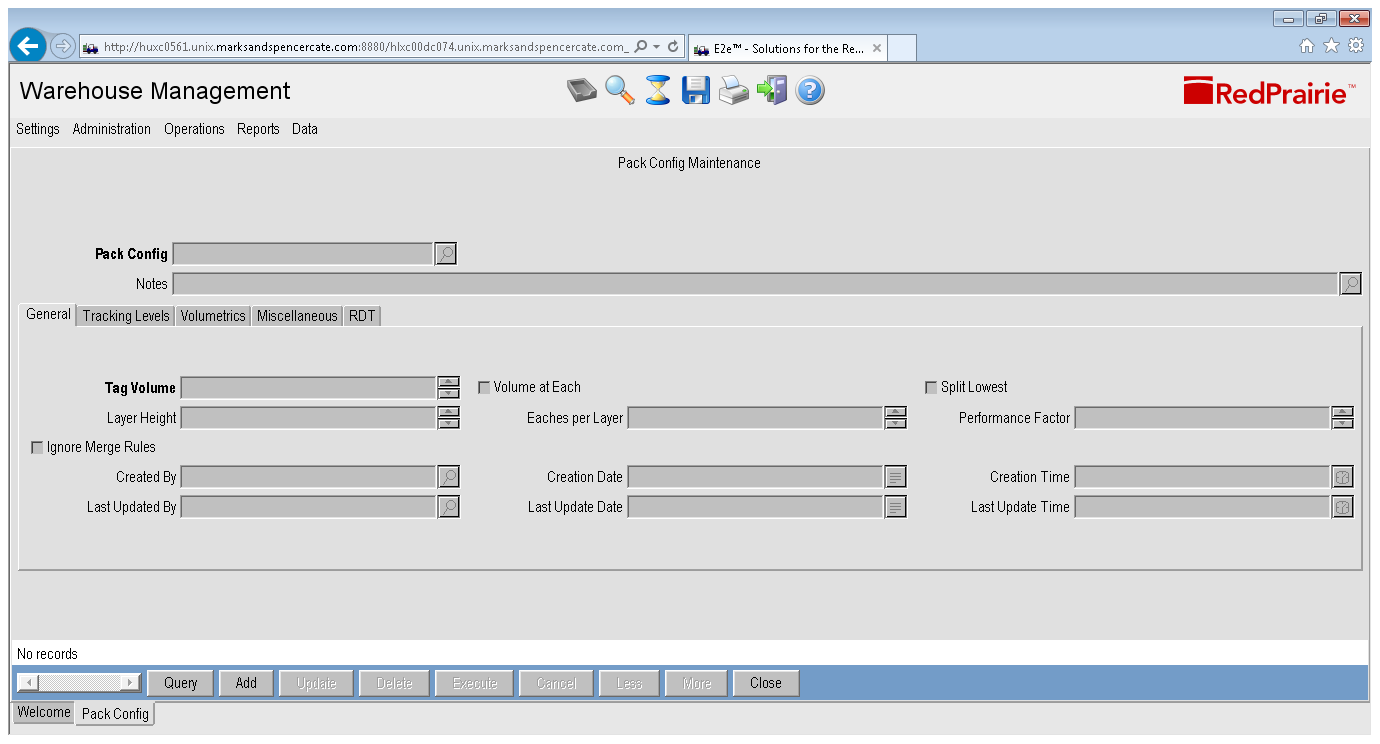 http://huxc0561.unix.marksandspencercate.com:8880/hlxc00dc074.unix.marksandspencercate.com_ E2e™ - Solutions for the Re...
Warehouse Management RedPrairie™
Settings Administration Operations Reports Data
Pack Config Maintenance
Pack Config
Notes
General Tracking Levels Volumetrics Miscellaneous RDT
Tag Volume Volume at Each Split Lowest
Layer Height Eaches per Layer Performance Factor
Ignore Merge Rules
Created By Creation Date Creation Time
Last Updated By Last Update Date Last Update Time
No records
Query Add Update Delete Execute Cancel Less More Close
Welcome Pack Config